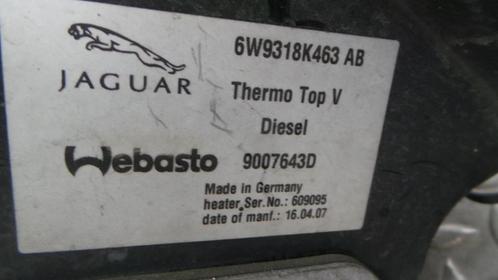 6W9318K463 AB
JAGUAR
Thermo Top V
Diesel
Webasto 9007643D
Made in Germany
heater.Ser.No.: 609095
date of manf.: 16.04.07